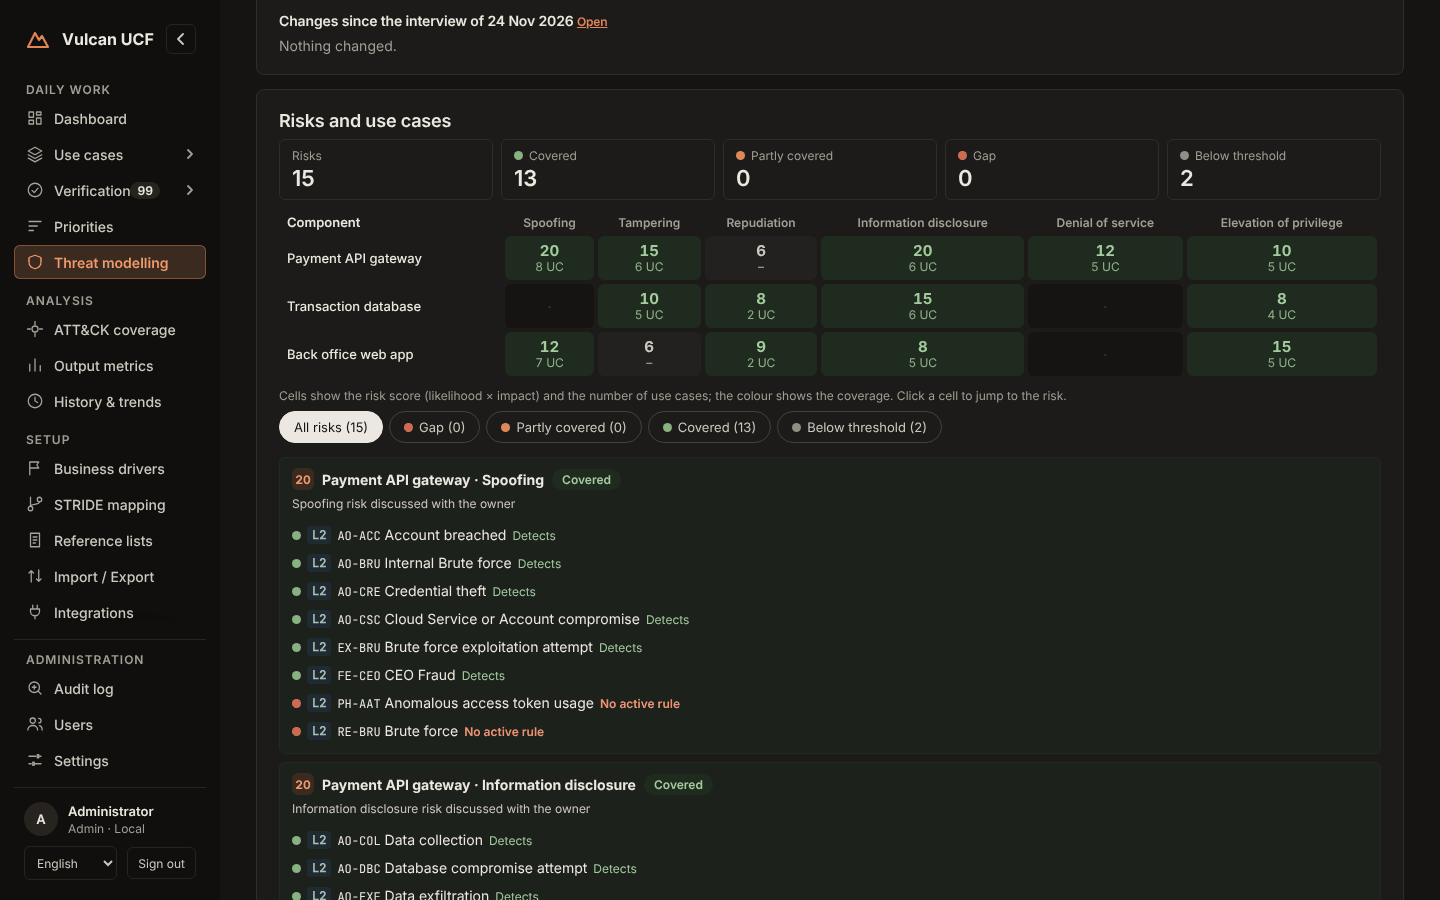 Vulcan UCF
DAILY WORK
Dashboard
Use cases
Verification 99
Priorities
Threat modelling
ANALYSIS
ATT&CK coverage
Output metrics
History & trends
SETUP
Business drivers
STRIDE mapping
Reference lists
Import / Export
Integrations
ADMINISTRATION
Audit log
Users
Settings
A
Administrator
Admin · Local
English
Sign out
Changes since the interview of 24 Nov 2026 Open
Nothing changed.
Risks and use cases
Risks
15
Covered
13
Partly covered
0
Gap
0
Below threshold
2
Component Spoofing Tampering Repudiation Information disclosure Denial of service Elevation of privilege
Payment API gateway
20 15 6 20 12 10
8 UC 6 UC – 6 UC 5 UC 5 UC
Transaction database
- 10 8 15 - 8
5 UC 2 UC 6 UC 4 UC
Back office web app
12 6 9 8 - 15
7 UC – 2 UC 5 UC 5 UC
Cells show the risk score (likelihood × impact) and the number of use cases; the colour shows the coverage. Click a cell to jump to the risk.
All risks (15) Gap (0) Partly covered (0) Covered (13) Below threshold (2)
20 Payment API gateway · Spoofing Covered
Spoofing risk discussed with the owner
L2 AO-ACC Account breached Detects
L2 AO-BRU Internal Brute force Detects
L2 AO-CRE Credential theft Detects
L2 AO-CSC Cloud Service or Account compromise Detects
L2 EX-BRU Brute force exploitation attempt Detects
L2 FE-CEO CEO Fraud Detects
L2 PH-AAT Anomalous access token usage No active rule
L2 RE-BRU Brute force No active rule
20 Payment API gateway · Information disclosure Covered
Information disclosure risk discussed with the owner
L2 AO-COL Data collection Detects
L2 AO-DBC Database compromise attempt Detects
L2 AO-EXF Data exfiltration Detects